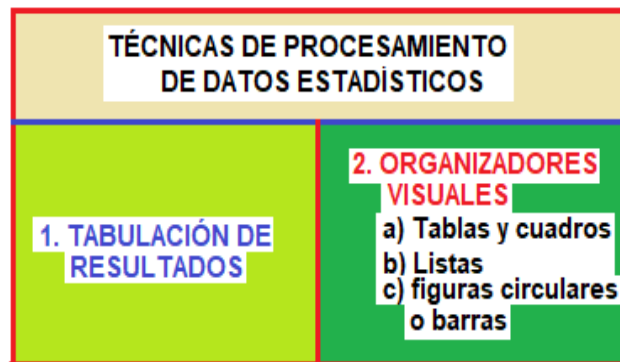 TÉCNICAS DE PROCESAMIENTO
DE DATOS ESTADÍSTICOS
1. TABULACIÓN DE
RESULTADOS
2. ORGANIZADORES
VISUALES
a) Tablas y cuadros
b) Listas
c) figuras circulares
o barras